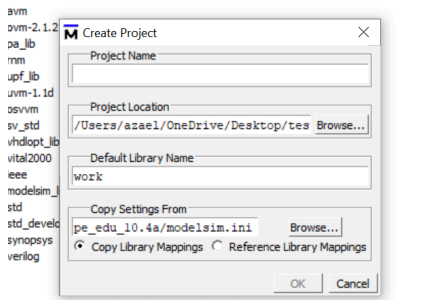 avm
ovm-2.1.2
pa_lib
rnm
upf_lib
uvm-1.1d
osvvm
sv_std
vhdlopt_lib
vital2000
ieee
modelsim_l
std
std_develo
synopsys
verilog
M Create Project
Project Name
Project Location
/Users/azael/OneDrive/Desktop/tes Browse...
Default Library Name
work
Copy Settings From
pe_edu_10.4a/modelsim.ini Browse...
Copy Library Mappings Reference Library Mappings
OK Cancel